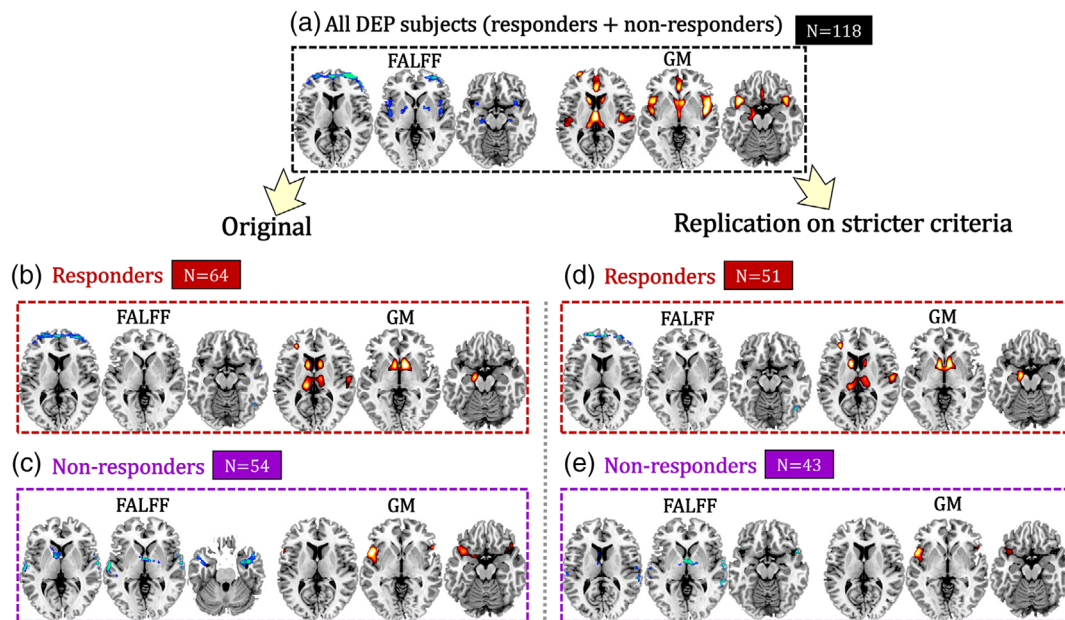 (a) All DEP subjects (responders + non-responders) N=118
FALFF GM
Original
Replication on stricter criteria
(b) Responders N=64
FALFF GM
(c) Non-responders N=54
FALFF GM
(d) Responders N=51
FALFF GM
(e) Non-responders N=43
FALFF GM